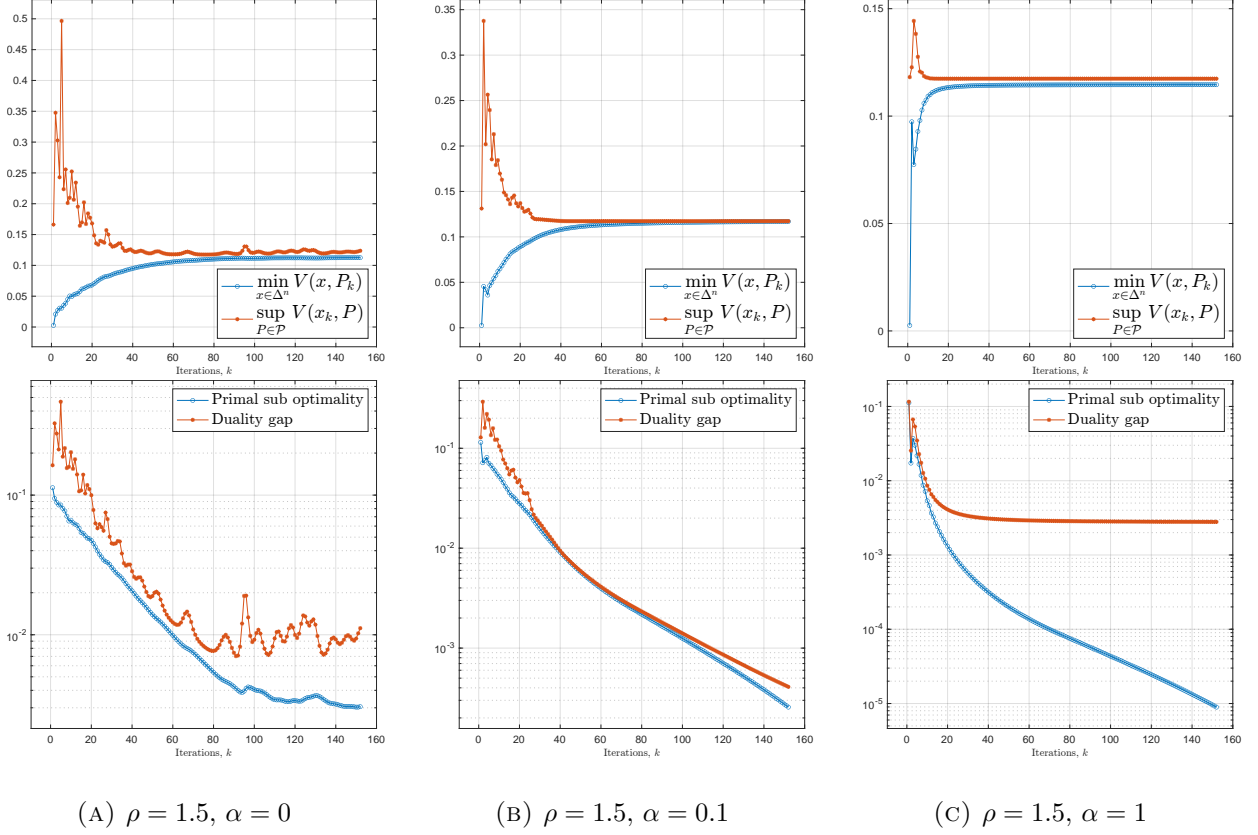 0.5
0.45
0.4
0.35
0.3
0.25
0.2
0.15
0.1
0.05
0
0 20 40 60 80 100 120 140 160
Iterations, k
min V(x, P_k)
x∈Δ^n
sup V(x_k, P)
P∈𝒫
0.35
0.3
0.25
0.2
0.15
0.1
0.05
0
0 20 40 60 80 100 120 140 160
Iterations, k
min V(x, P_k)
x∈Δ^n
sup V(x_k, P)
P∈𝒫
0.15
0.1
0.05
0
0 20 40 60 80 100 120 140 160
Iterations, k
min V(x, P_k)
x∈Δ^n
sup V(x_k, P)
P∈𝒫
10^-1
10^-2
0 20 40 60 80 100 120 140 160
Iterations, k
Primal sub optimality
Duality gap
10^-1
10^-2
10^-3
0 20 40 60 80 100 120 140 160
Iterations, k
Primal sub optimality
Duality gap
10^-1
10^-2
10^-3
10^-4
10^-5
0 20 40 60 80 100 120 140 160
Iterations, k
Primal sub optimality
Duality gap
(A) ρ = 1.5, α = 0
(B) ρ = 1.5, α = 0.1
(C) ρ = 1.5, α = 1